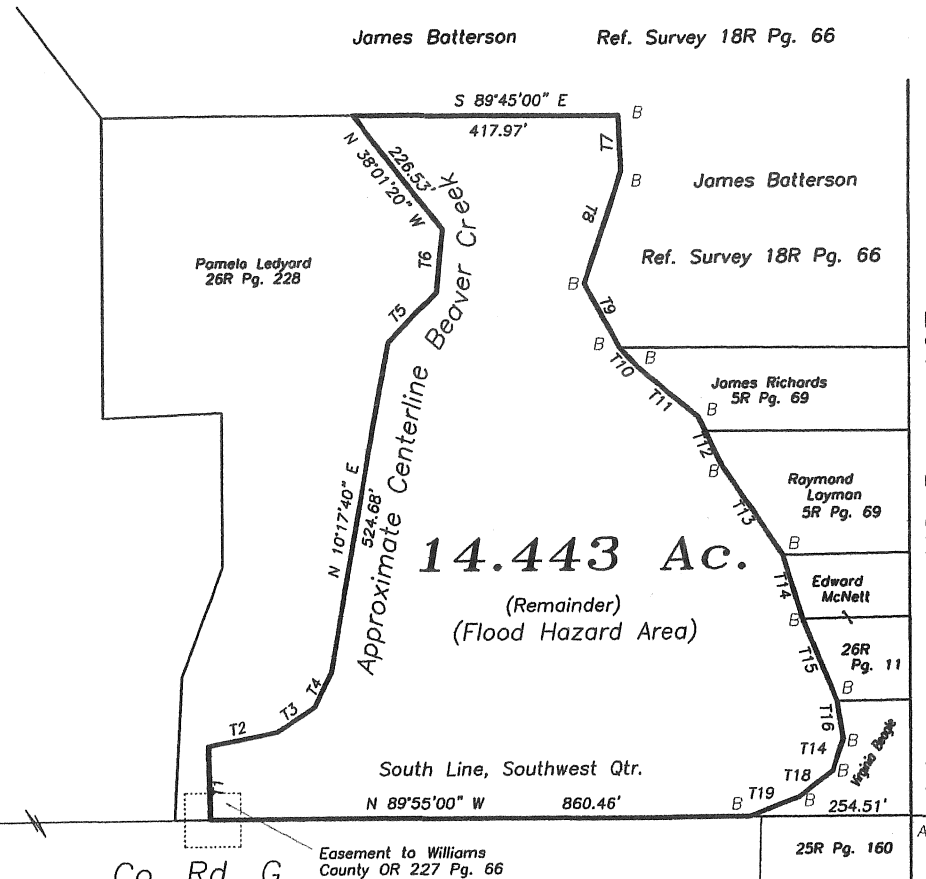 James Batterson
Ref. Survey 18R Pg. 66
S 89°45'00" E
417.97'
B
T7
B
N 38°01'20" W
226.53'
James Batterson
T8
Ref. Survey 18R Pg. 66
Pamela Ledyard
26R Pg. 228
T6
B
T9
T5
B
B
T10
James Richards
5R Pg. 69
T11
B
T12
B
Raymond
Layman
5R Pg. 69
T13
N 10°17'40" E
524.68'
Approximate Centerline Beaver Creek
14.443 Ac.
(Remainder)
(Flood Hazard Area)
B
T14
Edward
McNett
B
26R
Pg. 11
T15
B
T4
T3
T2
T16
B
T14
Virginia Beagle
South Line, Southwest Qtr.
B
T18
T1
N 89°55'00" W
860.46'
B
T19
B
254.51'
A
Easement to Williams
County OR 227 Pg. 66
25R Pg. 160
Co Rd G